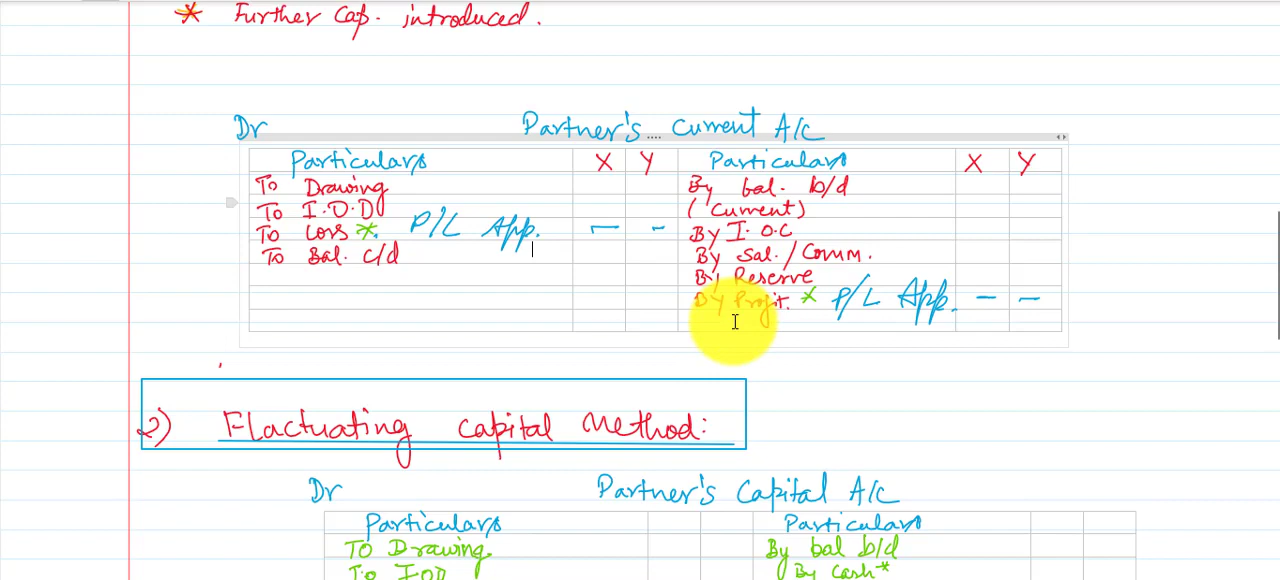 * Further Cap. introduced.
Dr Partner's Current A/C
Particulars X Y Particulars X Y
To Drawing By bal. b/d
To I.O.D (Current)
To Loss *. P/L App. — - By I.O.C
To Bal. c/d By Sal./Comm.
By Reserve
By Profit. * P/L App. — —
2) Flactuating capital Method:
Dr Partner's Capital A/C
Particulars Particulars
To Drawing By bal b/d
To IOD By cash*